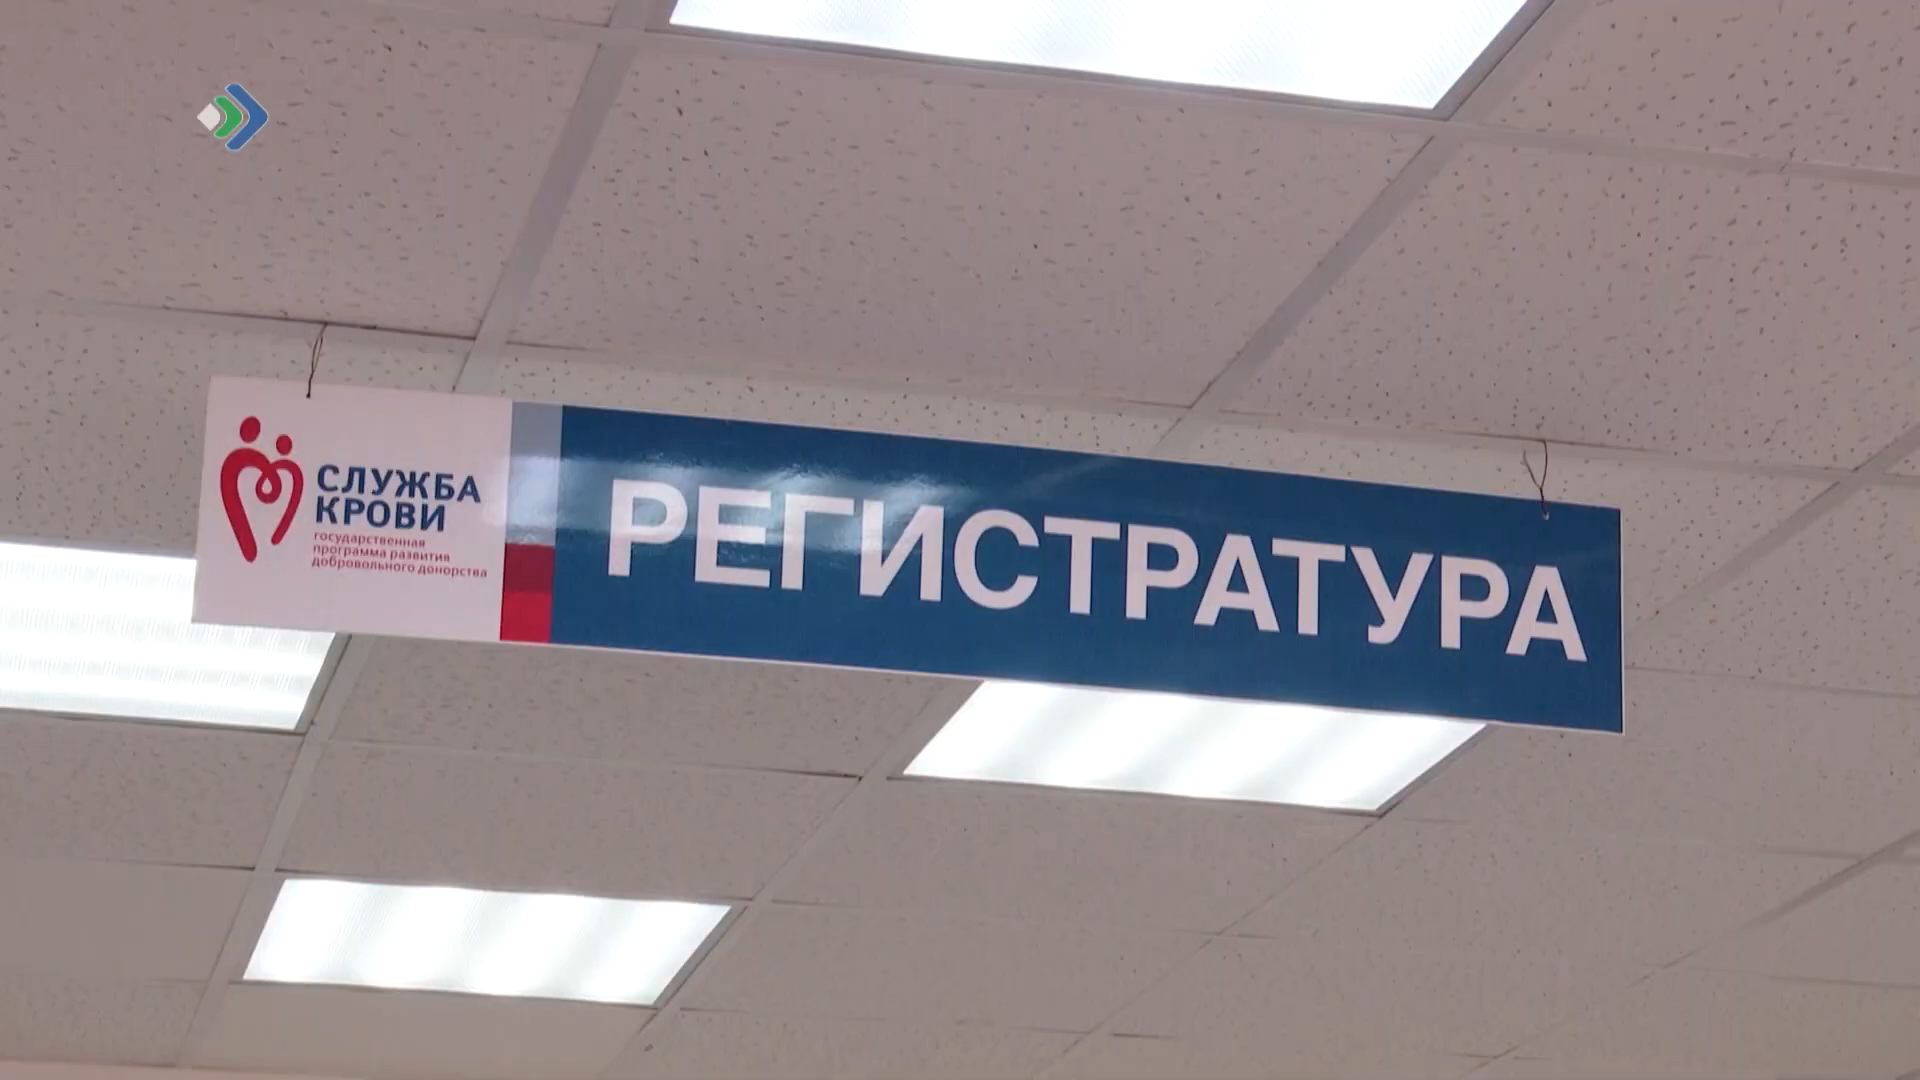 СЛУЖБА
КРОВИ
государственная
программа развития
добровольного донорства
РЕГИСТРАТУРА